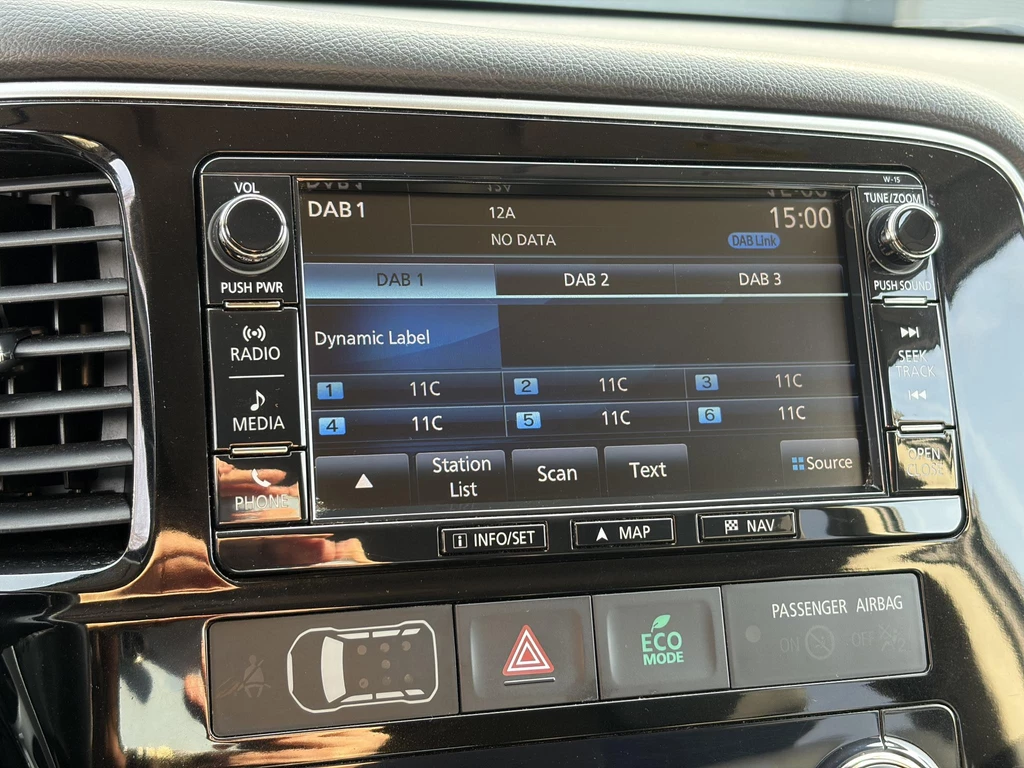 W-15
VOL
PUSH PWR
RADIO
MEDIA
PHONE
DAB1
12A
15:00
NO DATA
DAB Link
DAB 1
DAB 2
DAB 3
Dynamic Label
1 11C
2 11C
3 11C
4 11C
5 11C
6 11C
Station
List
Scan
Text
Source
TUNE/ZOOM
PUSH SOUND
SEEK
TRACK
OPEN
CLOSE
INFO/SET
MAP
NAV
ECO
MODE
PASSENGER AIRBAG
ON
OFF